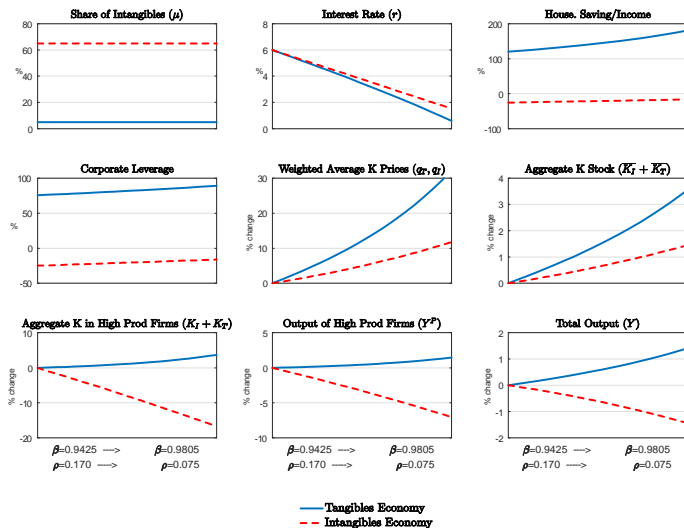 Share of Intangibles (μ)
Interest Rate (r)
House. Saving/Income
80
60
40
20
0
%
8
6
4
2
0
200
100
0
-100
%
Corporate Leverage
Weighted Average K Prices (q_T, q_I)
Aggregate K Stock (K̅_I + K̅_T)
100
50
0
-50
%
30
20
10
0
% change
4
3
2
1
0
% change
Aggregate K in High Prod Firms (K_I + K_T)
Output of High Prod Firms (Y^P)
Total Output (Y)
10
0
-10
-20
% change
5
0
-5
-10
% change
2
1
0
-1
-2
% change
β=0.9425 ----> β=0.9805
β=0.9425 ----> β=0.9805
β=0.9425 ----> β=0.9805
ρ=0.170 -----> ρ=0.075
ρ=0.170 -----> ρ=0.075
ρ=0.170 -----> ρ=0.075
Tangibles Economy
Intangibles Economy